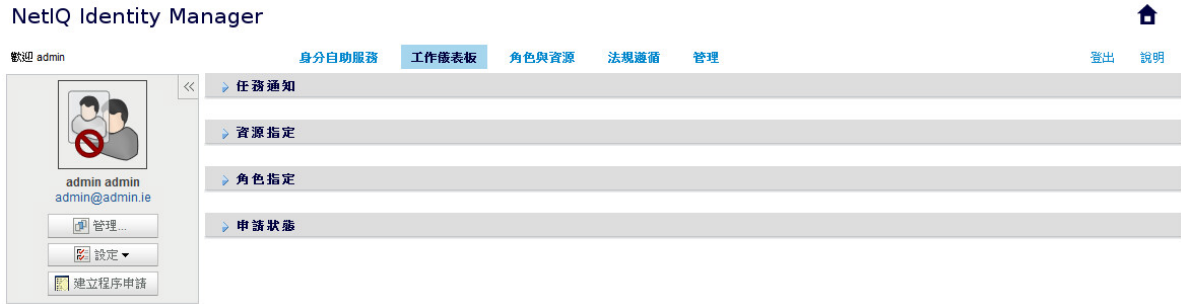 NetIQ Identity Manager
歡迎 admin
身分自助服務 工作儀表板 角色與資源 法規遵循 管理 登出 說明
任務通知
資源指定
角色指定
申請狀態
admin admin
admin@admin.ie
管理...
設定
建立程序申請